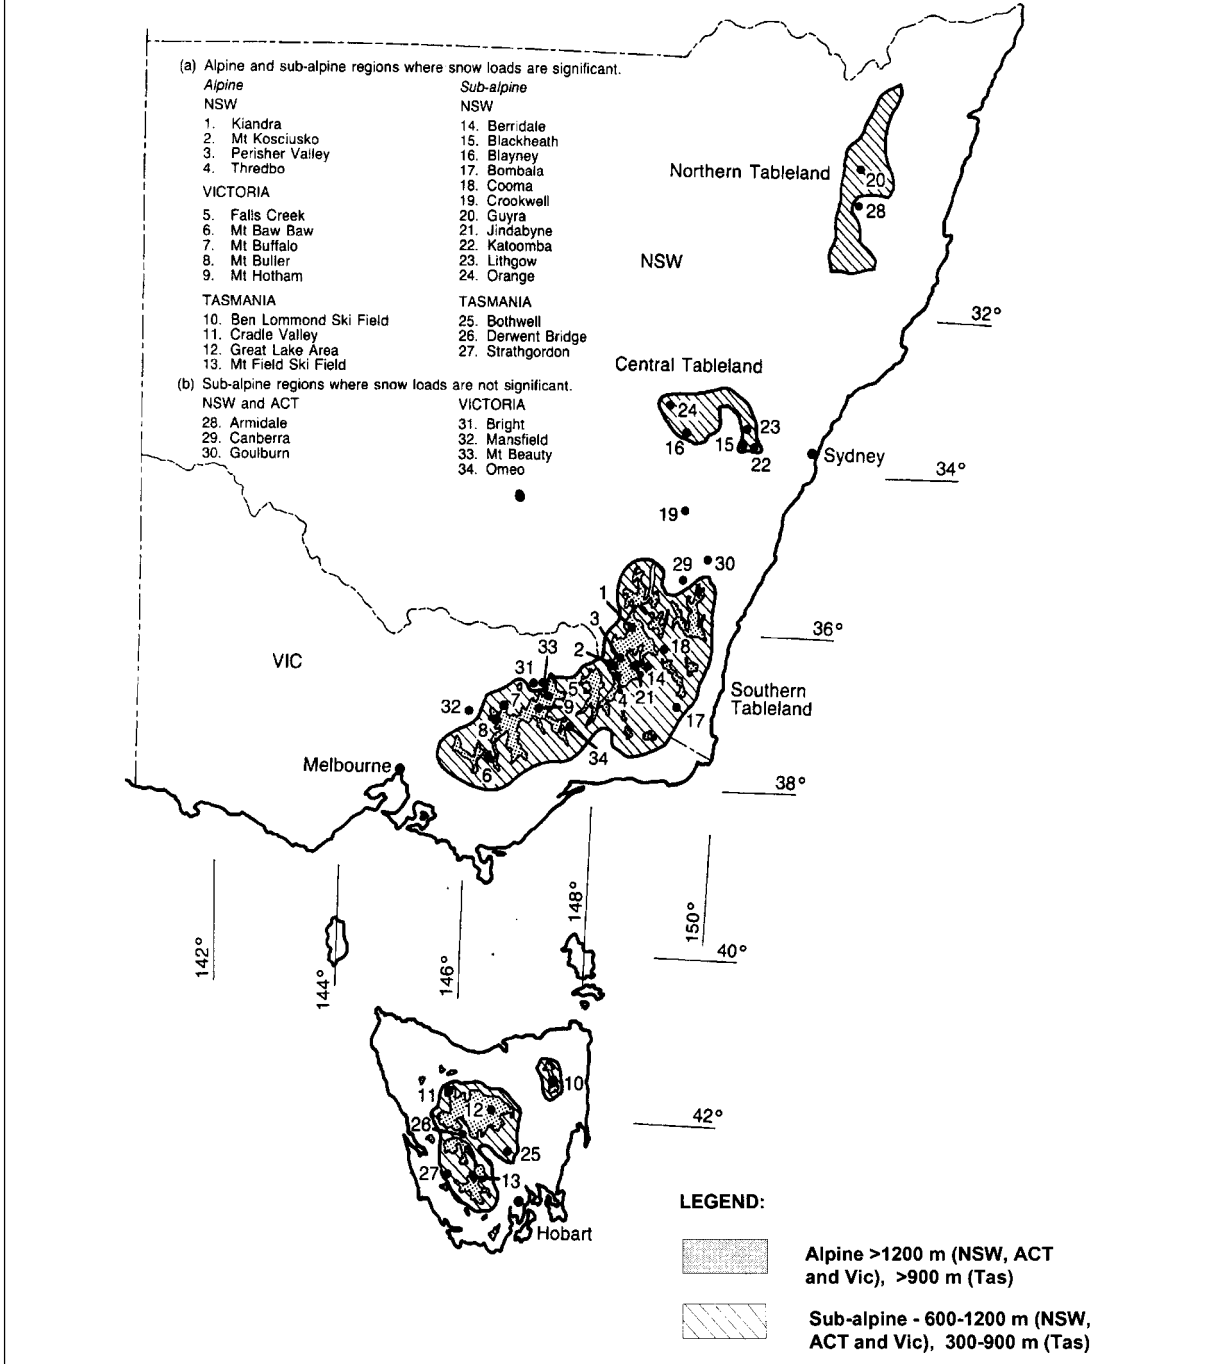 (a) Alpine and sub-alpine regions where snow loads are significant.
Alpine
NSW
1. Kiandra
2. Mt Kosciusko
3. Perisher Valley
4. Thredbo
VICTORIA
5. Falls Creek
6. Mt Baw Baw
7. Mt Buffalo
8. Mt Buller
9. Mt Hotham
TASMANIA
10. Ben Lommond Ski Field
11. Cradle Valley
12. Great Lake Area
13. Mt Field Ski Field
Sub-alpine
NSW
14. Berridale
15. Blackheath
16. Blayney
17. Bombala
18. Cooma
19. Crookwell
20. Guyra
21. Jindabyne
22. Katoomba
23. Lithgow
24. Orange
TASMANIA
25. Bothwell
26. Derwent Bridge
27. Strathgordon
(b) Sub-alpine regions where snow loads are not significant.
NSW and ACT
28. Armidale
29. Canberra
30. Goulburn
VICTORIA
31. Bright
32. Mansfield
33. Mt Beauty
34. Omeo
Northern Tableland
20
28
NSW
32°
Central Tableland
24
23
16
15
22
Sydney
34°
19
29
30
1
3
36°
33
2
18
VIC
31
5
14
7
4
21
Southern
Tableland
32
9
17
8
34
6
Melbourne
38°
142°
144°
146°
148°
150°
40°
10
11
12
42°
26
25
27
13
Hobart
LEGEND:
Alpine >1200 m (NSW, ACT
and Vic), >900 m (Tas)
Sub-alpine - 600-1200 m (NSW,
ACT and Vic), 300-900 m (Tas)